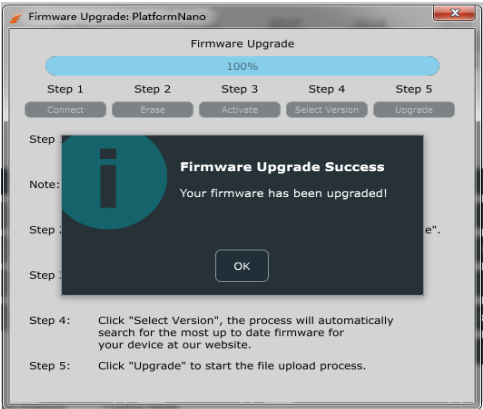 Firmware Upgrade: PlatformNano
Firmware Upgrade
100%
Step 1 Step 2 Step 3 Step 4 Step 5
Connect Erase Activate Select Version Upgrade
Step
Firmware Upgrade Success
Note:
Your firmware has been upgraded!
Step e".
OK
Step
Step 4: Click "Select Version", the process will automatically
search for the most up to date firmware for
your device at our website.
Step 5: Click "Upgrade" to start the file upload process.